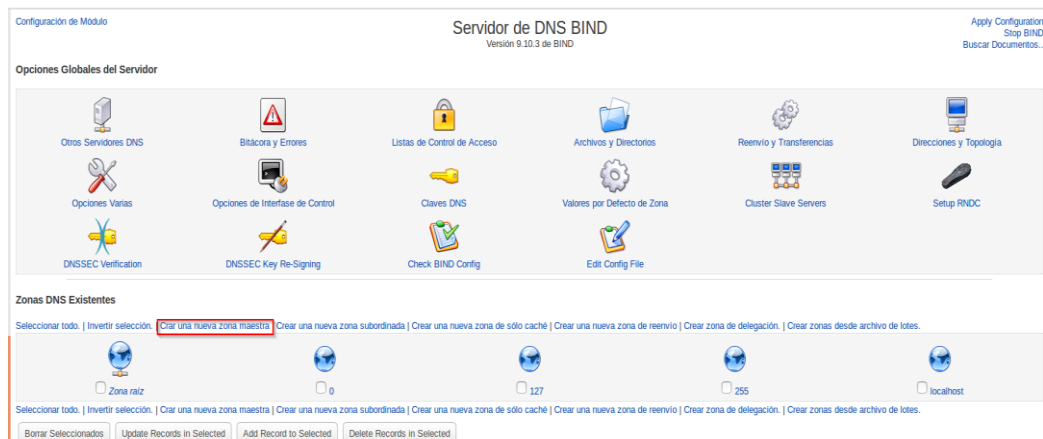 Configuración de Módulo
Servidor de DNS BIND
Versión 9.10.3 de BIND
Apply Configuration
Stop BIND
Buscar Documentos..
Opciones Globales del Servidor
Otros Servidores DNS
Bitácora y Errores
Listas de Control de Acceso
Archivos y Directorios
Reenvío y Transferencias
Direcciones y Topología
Opciones Varias
Opciones de Interfase de Control
Claves DNS
Valores por Defecto de Zona
Cluster Slave Servers
Setup RNDC
DNSSEC Verification
DNSSEC Key Re-Signing
Check BIND Config
Edit Config File
Zonas DNS Existentes
Seleccionar todo. | Invertir selección. | Crar una nueva zona maestra | Crear una nueva zona subordinada | Crear una nueva zona de sólo caché | Crear una nueva zona de reenvío | Crear zona de delegación. | Crear zonas desde archivo de lotes.
Zona raíz
0
127
255
localhost
Seleccionar todo. | Invertir selección. | Crar una nueva zona maestra | Crear una nueva zona subordinada | Crear una nueva zona de sólo caché | Crear una nueva zona de reenvío | Crear zona de delegación. | Crear zonas desde archivo de lotes.
Borrar Seleccionados
Update Records in Selected
Add Record to Selected
Delete Records in Selected